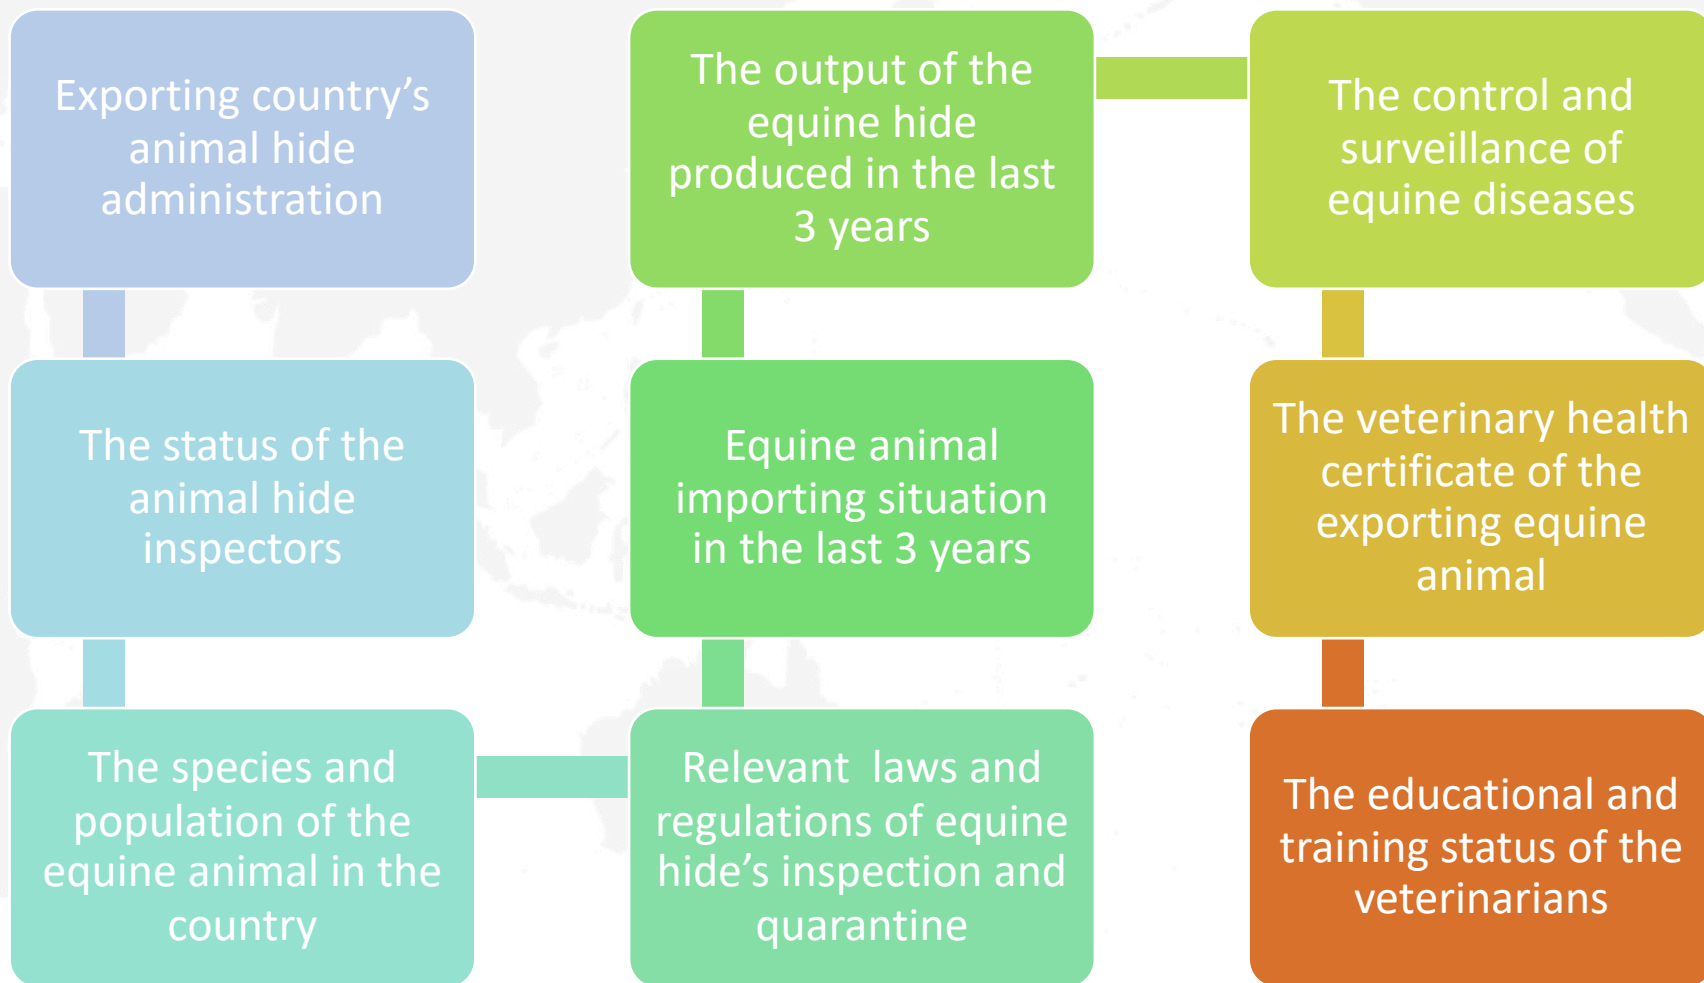 Exporting country’s
animal hide
administration
The status of the
animal hide
inspectors
The species and
population of the
equine animal in the
country
Relevant  laws and
regulations of equine
hide’s inspection and
quarantine
Equine animal
importing situation
in the last 3 years
The output of the
equine hide
produced in the last
3 years
The control and
surveillance of
equine diseases
The veterinary health
certificate of the
exporting equine
animal
The educational and
training status of the
veterinarians